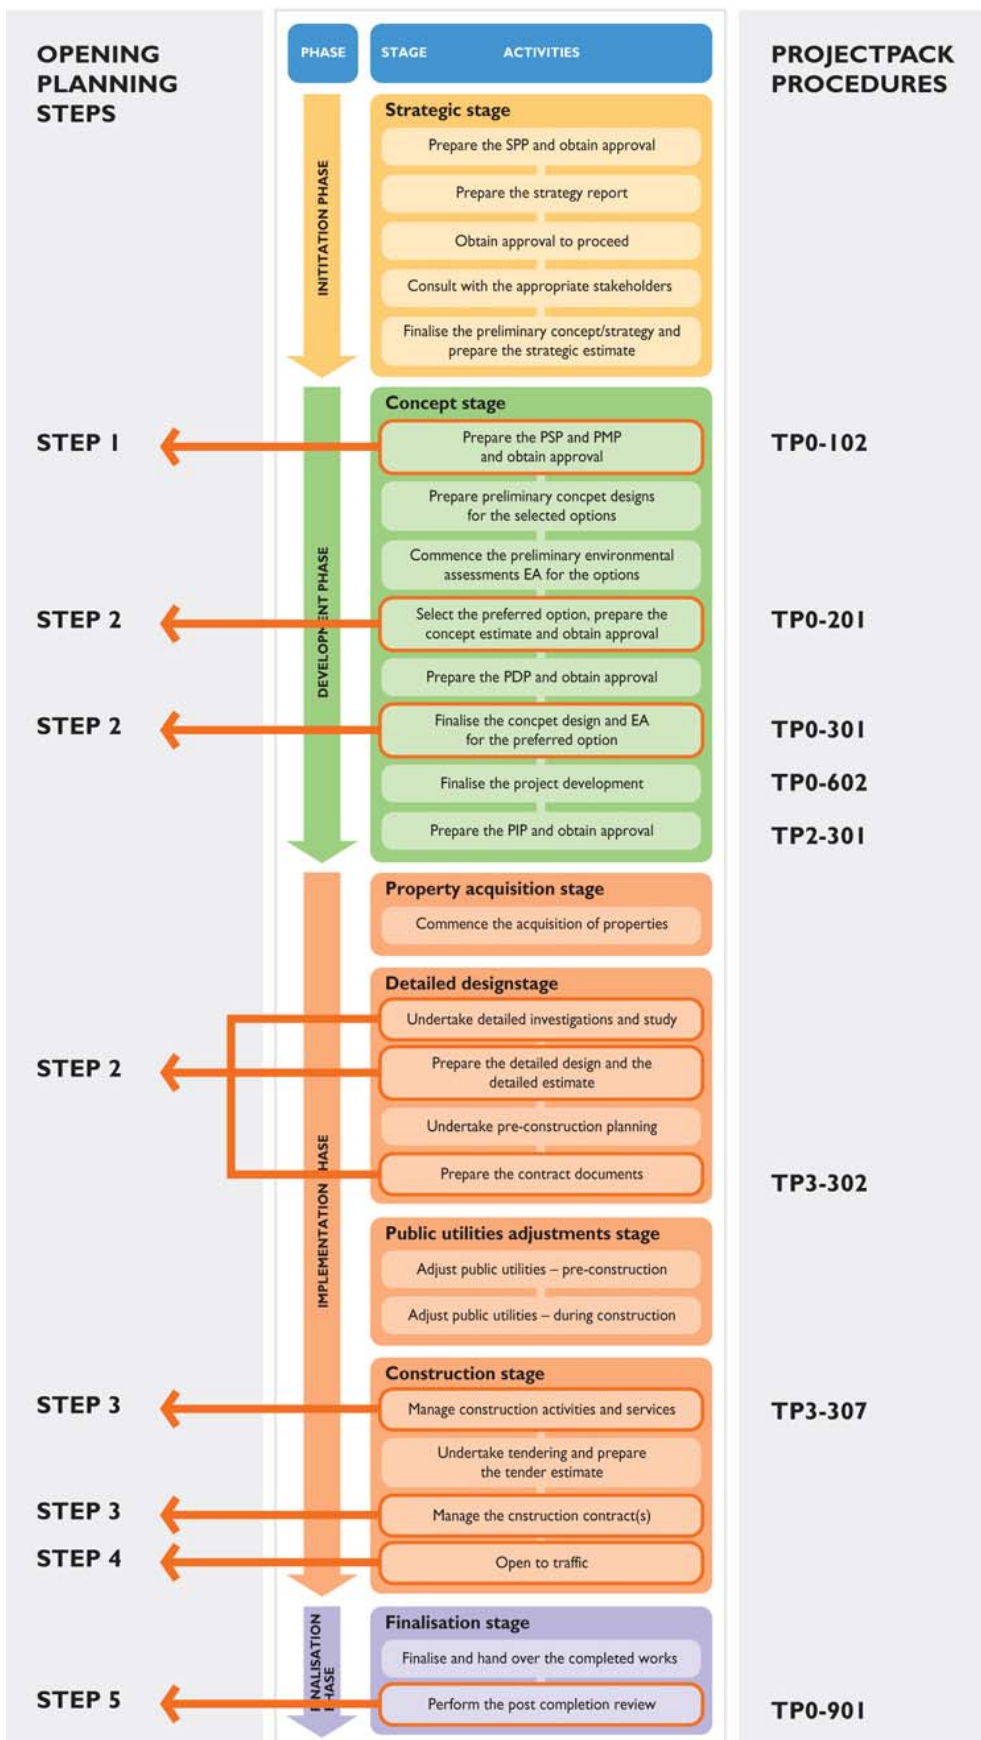 OPENING
PLANNING
STEPS
PHASE
STAGE
ACTIVITIES
PROJECTPACK
PROCEDURES
INITITATION PHASE
Strategic stage
Prepare the SPP and obtain approval
Prepare the strategy report
Obtain approval to proceed
Consult with the appropriate stakeholders
Finalise the preliminary concept/strategy and
prepare the strategic estimate
DEVELOPMENT PHASE
Concept stage
STEP 1
Prepare the PSP and PMP
and obtain approval
TP0-102
Prepare preliminary concpet designs
for the selected options
Commence the preliminary environmental
assessments EA for the options
STEP 2
Select the preferred option, prepare the
concept estimate and obtain approval
TP0-201
Prepare the PDP and obtain approval
STEP 2
Finalise the concpet design and EA
for the preferred option
TP0-301
Finalise the project development
TP0-602
Prepare the PIP and obtain approval
TP2-301
IMPLEMENTATION HASE
Property acquisition stage
Commence the acquisition of properties
Detailed designstage
Undertake detailed investigations and study
STEP 2
Prepare the detailed design and the
detailed estimate
Undertake pre-construction planning
Prepare the contract documents
TP3-302
Public utilities adjustments stage
Adjust public utilities – pre-construction
Adjust public utilities – during construction
Construction stage
STEP 3
Manage construction activities and services
TP3-307
Undertake tendering and prepare
the tender estimate
STEP 3
Manage the cnstruction contract(s)
STEP 4
Open to traffic
FINALISATION
PHASE
Finalisation stage
Finalise and hand over the completed works
STEP 5
Perform the post completion review
TP0-901